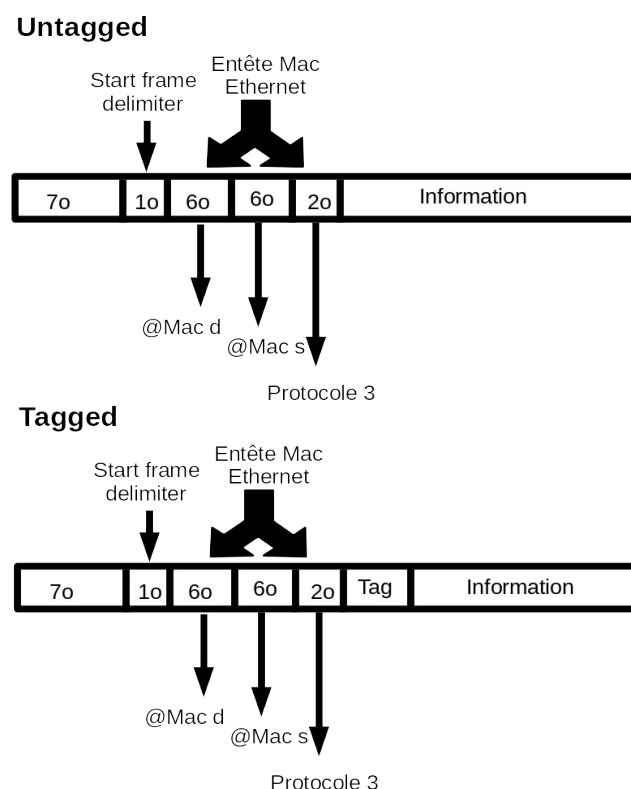 Untagged
Entête Mac
Ethernet
Start frame
delimiter
7o
1o
6o
6o
2o
Information
@Mac d
@Mac s
Protocole 3
Tagged
Entête Mac
Ethernet
Start frame
delimiter
7o
1o
6o
6o
2o
Tag
Information
@Mac d
@Mac s
Protocole 3